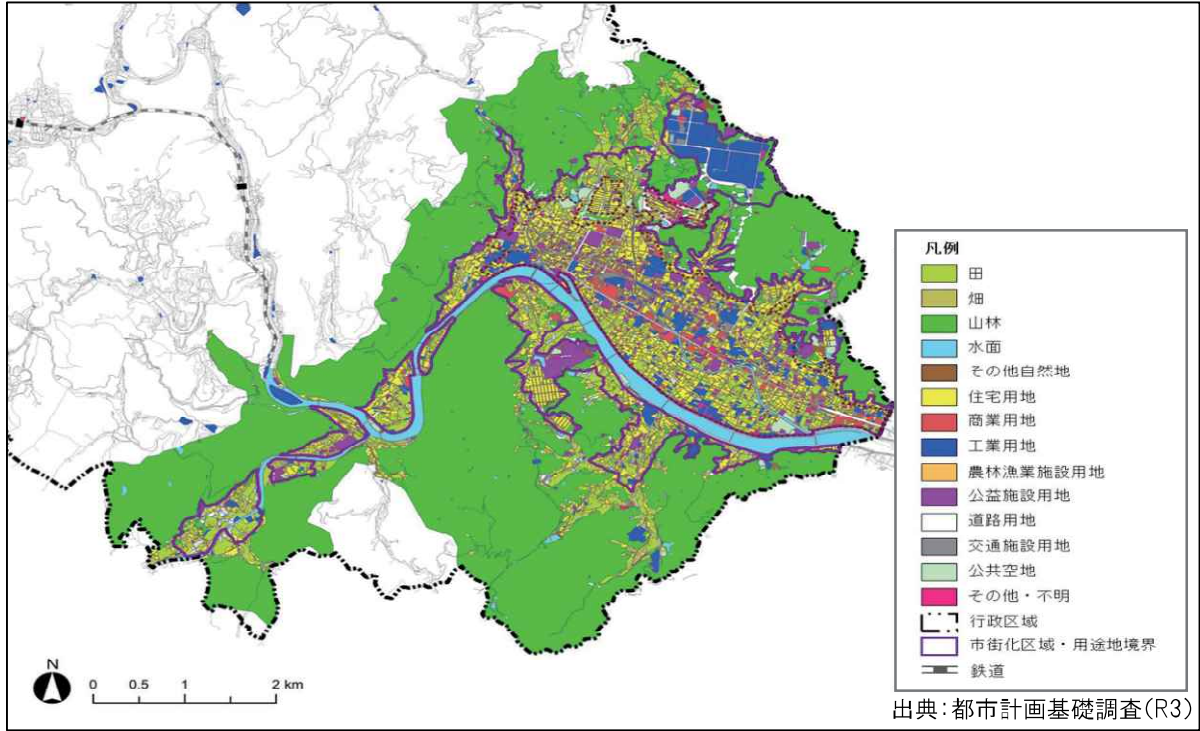 凡例
田
畑
山林
水面
その他自然地
住宅用地
商業用地
工業用地
農林漁業施設用地
公益施設用地
道路用地
交通施設用地
公共空地
その他・不明
行政区域
市街化区域・用途地境界
鉄道
N
0 0.5 1 2 km
出典：都市計画基礎調査(R3)